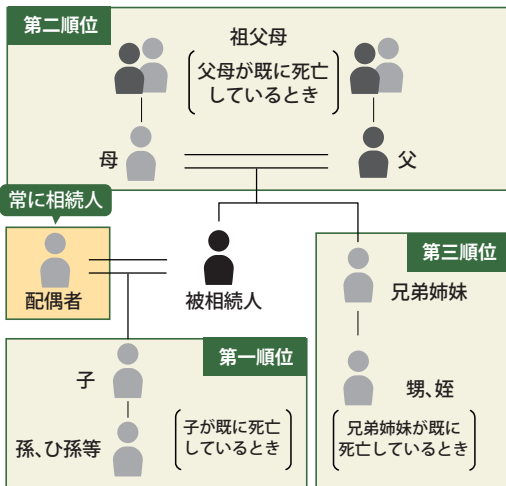 第二順位
祖父母
父母が既に死亡
しているとき
母
父
常に相続人
配偶者
被相続人
第三順位
兄弟姉妹
甥、姪
兄弟姉妹が既に
死亡しているとき
第一順位
子
孫、ひ孫等
子が既に死亡
しているとき